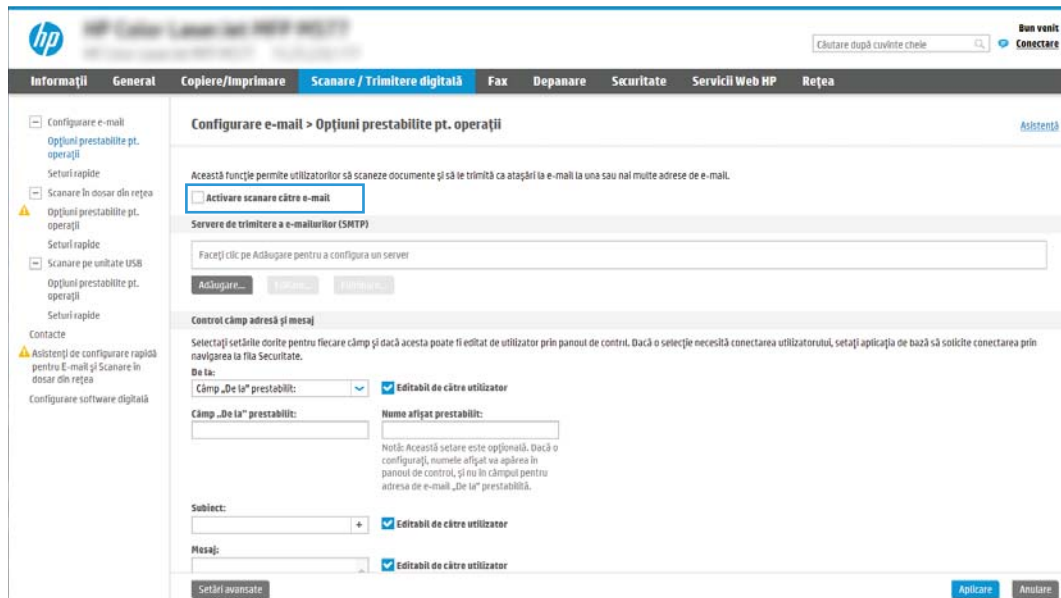 hp
Bun venit
Căutare după cuvinte cheie
Conectare
Informații General Copiere/Imprimare Scanare / Trimitere digitală Fax Depanare Securitate Servicii Web HP Rețea
Configurare e-mail
Opțiuni prestabilite pt.
operații
Seturi rapide
Scanare în dosar din rețea
Opțiuni prestabilite pt.
operații
Seturi rapide
Scanare pe unitate USB
Opțiuni prestabilite pt.
operații
Seturi rapide
Contacte
Asistenți de configurare rapidă
pentru E-mail și Scanare în
dosar din rețea
Configurare software digitală
Configurare e-mail > Opțiuni prestabilite pt. operații
Asistență
Această funcție permite utilizatorilor să scaneze documente și să le trimită ca atașări la e-mail la una sau nai multe adrese de e-mail.
Activare scanare către e-mail
Servere de trimitere a e-mailurilor (SMTP)
Faceți clic pe Adăugare pentru a configura un server
Adăugare...
Control câmp adresă și mesaj
Selectați setările dorite pentru fiecare câmp și dacă acesta poate fi editat de utilizator prin panoul de contrl. Dacă o selecție necesită conectarea utilizatorului, setați aplicația de bază să solicite conectarea prin
navigarea la fila Securitate.
De la:
Câmp „De la” prestabilit:
Editabil de către utilizator
Câmp „De la” prestabilit:
Nume afișat prestabilit:
Notă: Această setare este opțională. Dacă o
configurați, numele afișat va apărea în
panoul de control, și nu în câmpul pentru
adresa de e-mail „De la” prestabilită.
Subiect:
+
Editabil de către utilizator
Mesaj:
Editabil de către utilizator
Setări avansate
Aplicare
Anulare